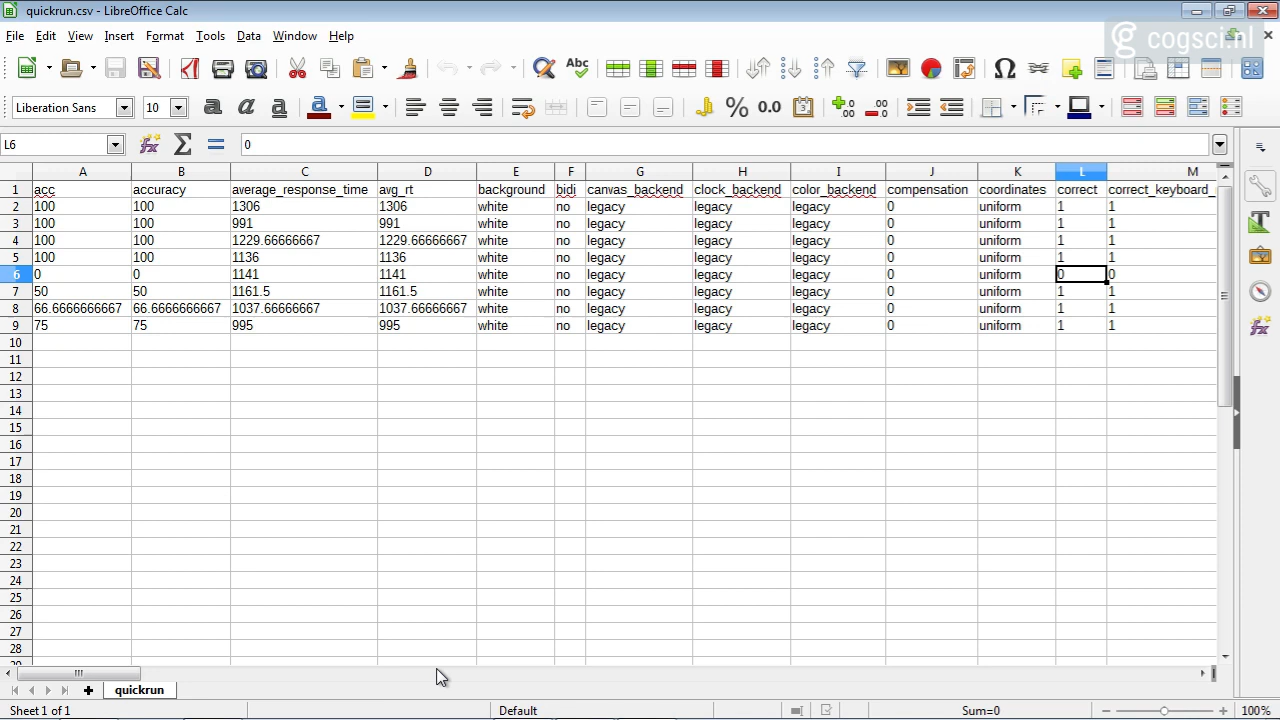 quickrun.csv - LibreOffice Calc
File Edit View Insert Format Tools Data Window Help
cogsci.nl
Abc
Liberation Sans 10 a a a a % 0.0 3 0.00 .00
L6 fx Σ = 0
A B C D E F G H I J K L M
1 acc accuracy average_response_time avg_rt background bidi canvas_backend clock_backend color_backend compensation coordinates correct correct_keyboard_
2 100 100 1306 1306 white no legacy legacy legacy 0 uniform 1 1
3 100 100 991 991 white no legacy legacy legacy 0 uniform 1 1
4 100 100 1229.66666667 1229.66666667 white no legacy legacy legacy 0 uniform 1 1
5 100 100 1136 1136 white no legacy legacy legacy 0 uniform 1 1
6 0 0 1141 1141 white no legacy legacy legacy 0 uniform 0 0
7 50 50 1161.5 1161.5 white no legacy legacy legacy 0 uniform 1 1
8 66.6666666667 66.6666666667 1037.66666667 1037.66666667 white no legacy legacy legacy 0 uniform 1 1
9 75 75 995 995 white no legacy legacy legacy 0 uniform 1 1
10
11
12
13
14
15
16
17
18
19
20
21
22
23
24
25
26
27
28
quickrun
Sheet 1 of 1 Default Sum=0 100%